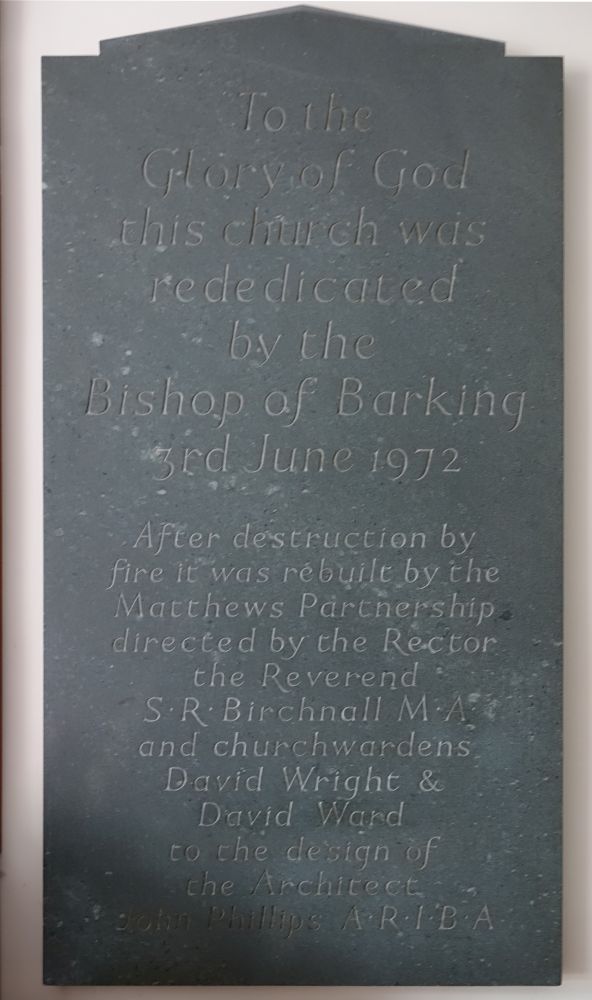 To the
Glory of God
this church was
rededicated
by the
Bishop of Barking
3rd June 1972
After destruction by
fire it was rebuilt by the
Matthews Partnership
directed by the Rector
the Reverend
S·R·Birchnall M·A
and churchwardens
David Wright &
David Ward
to the design of
the Architect
John Phillips A·R·I·B·A